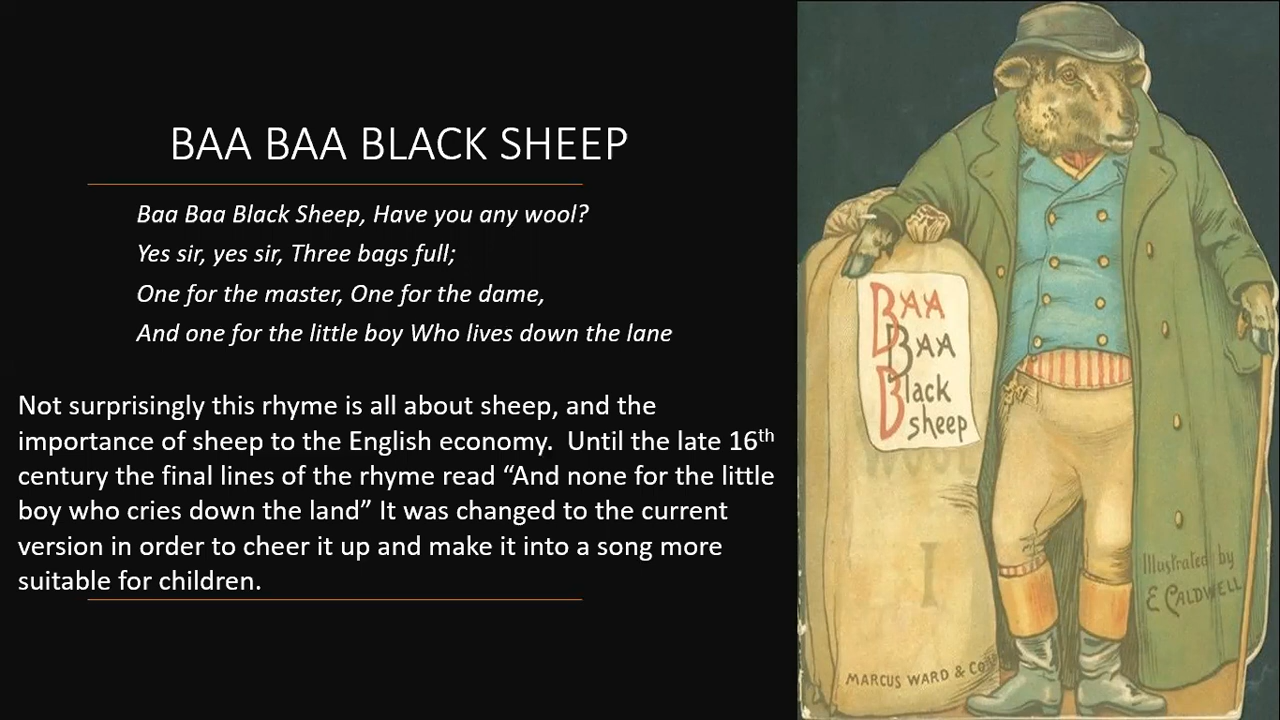 BAA BAA BLACK SHEEP
Baa Baa Black Sheep, Have you any wool?
Yes sir, yes sir, Three bags full;
One for the master, One for the dame,
And one for the little boy Who lives down the lane
Not surprisingly this rhyme is all about sheep, and the
importance of sheep to the English economy.  Until the late 16th
century the final lines of the rhyme read “And none for the little
boy who cries down the land” It was changed to the current
version in order to cheer it up and make it into a song more
suitable for children.
BAA
BAA
Black
sheep
WOOL
I
Illustrated by
E CALDWELL
MARCUS WARD & Co